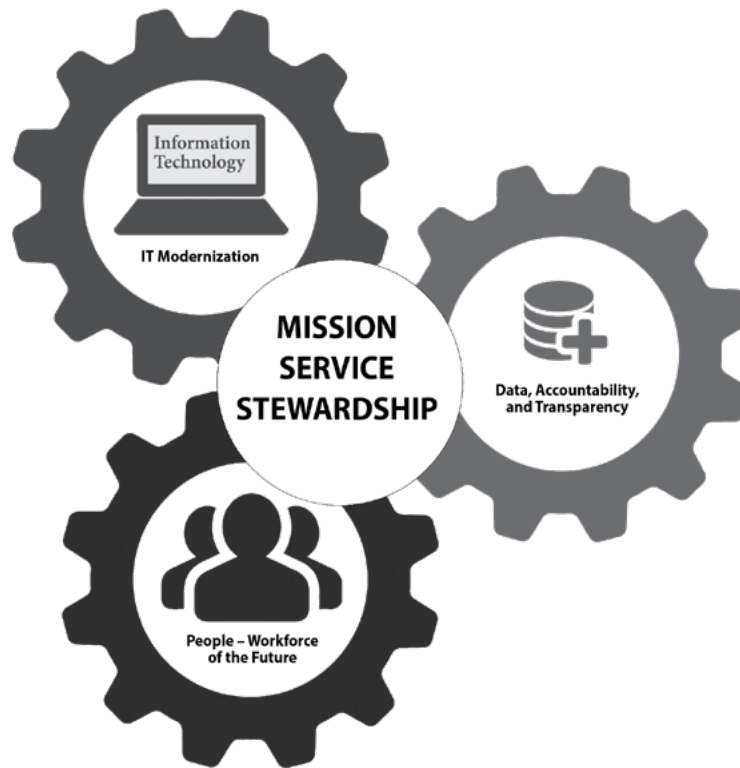 Information
Technology
IT Modernization
MISSION
SERVICE
STEWARDSHIP
Data, Accountability,
and Transparency
People – Workforce
of the Future